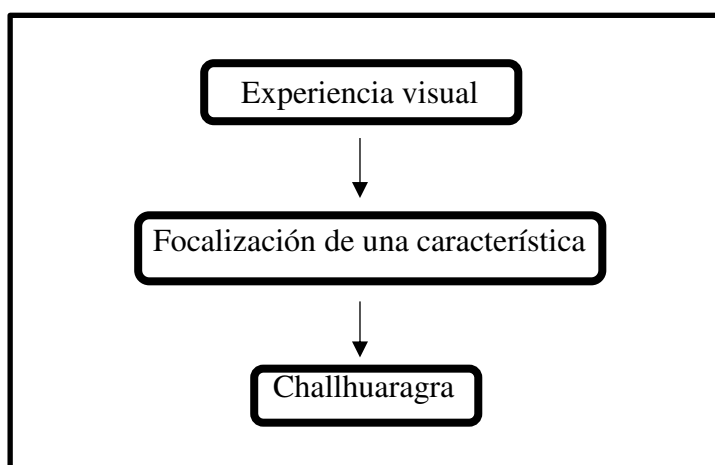 Experiencia visual
Focalización de una característica
Challhuaragra